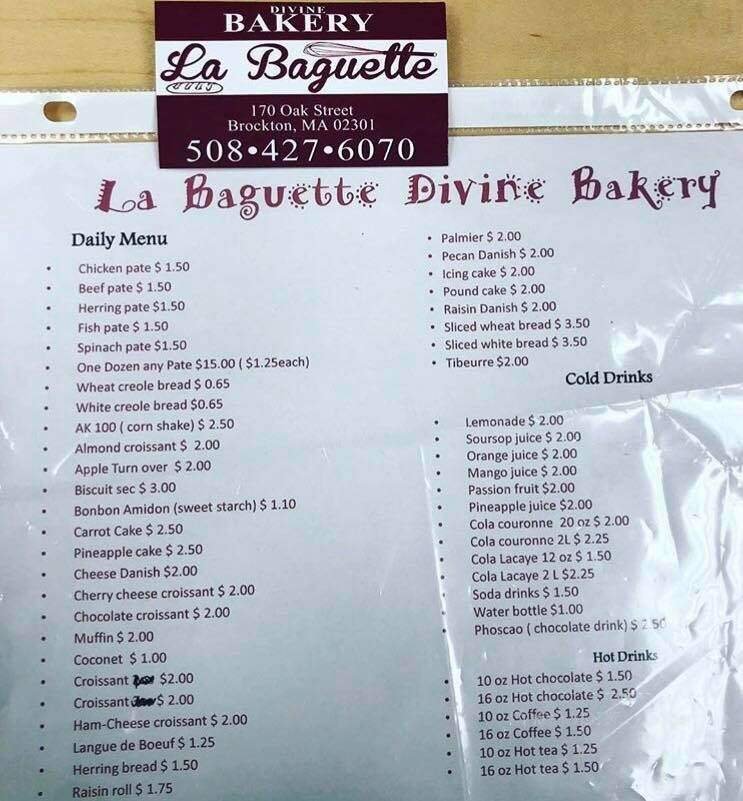 DIVINE
BAKERY
La Baguette
170 Oak Street
Brockton, MA 02301
508•427•6070
La Baguette Divine Bakery
Daily Menu
• Chicken pate $ 1.50
• Beef pate $ 1.50
• Herring pate $1.50
• Fish pate $ 1.50
• Spinach pate $1.50
• One Dozen any Pate $15.00 ( $1.25each)
• Wheat creole bread $ 0.65
• White creole bread $0.65
• AK 100 ( corn shake) $ 2.50
• Almond croissant $ 2.00
• Apple Turn over $ 2.00
• Biscuit sec $ 3.00
• Bonbon Amidon (sweet starch) $ 1.10
• Carrot Cake $ 2.50
• Pineapple cake $ 2.50
• Cheese Danish $2.00
• Cherry cheese croissant $ 2.00
• Chocolate croissant $ 2.00
• Muffin $ 2.00
• Coconet $ 1.00
• Croissant $2.00
• Croissant $ 2.00
• Ham-Cheese croissant $ 2.00
• Langue de Boeuf $ 1.25
• Herring bread $ 1.50
• Raisin roll $ 1.75
• Palmier $ 2.00
• Pecan Danish $ 2.00
• Icing cake $ 2.00
• Pound cake $ 2.00
• Raisin Danish $ 2.00
• Sliced wheat bread $ 3.50
• Sliced white bread $ 3.50
• Tibeurre $2.00
Cold Drinks
• Lemonade $ 2.00
• Soursop juice $ 2.00
• Orange juice $ 2.00
• Mango juice $ 2.00
• Passion fruit $2.00
• Pineapple juice $2.00
• Cola couronne 20 oz $ 2.00
• Cola couronne 2L $ 2.25
• Cola Lacaye 12 oz $ 1.50
• Cola Lacaye 2 L $2.25
• Soda drinks $ 1.50
• Water bottle $1.00
• Phoscao ( chocolate drink) $ 2.50
Hot Drinks
• 10 oz Hot chocolate $ 1.50
• 16 oz Hot chocolate $ 2.50
• 10 oz Coffee $ 1.25
• 16 oz Coffee $ 1.50
• 10 oz Hot tea $ 1.25
• 16 oz Hot tea $ 1.50